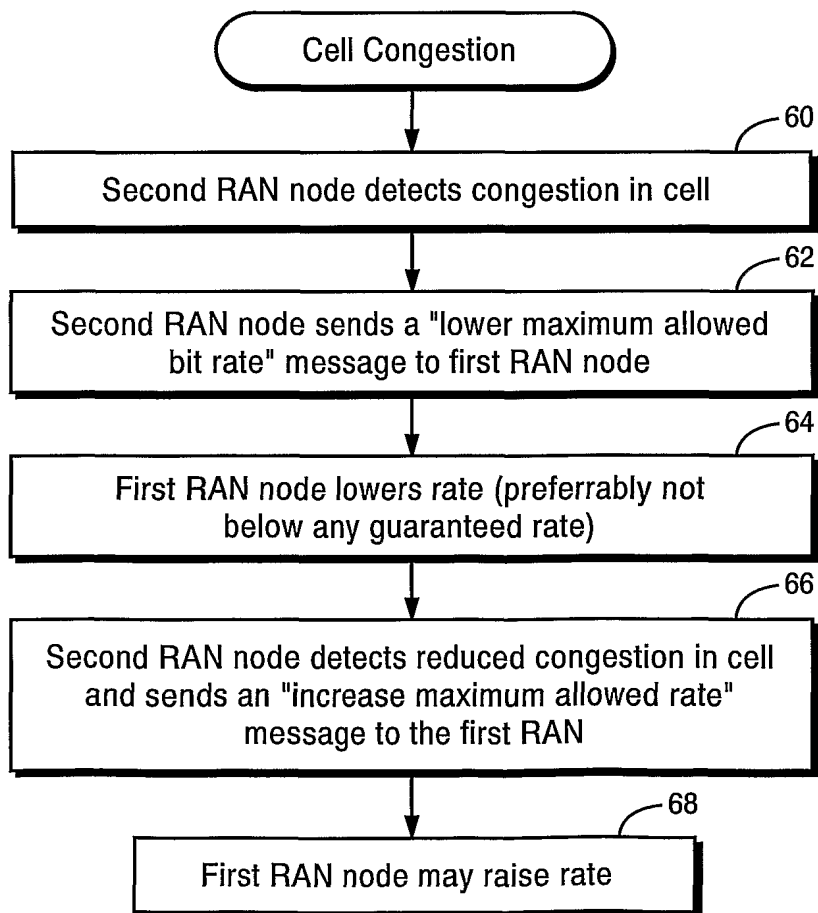 Cell Congestion
60
Second RAN node detects congestion in cell
62
Second RAN node sends a "lower maximum allowed
bit rate" message to first RAN node
64
First RAN node lowers rate (preferrably not
below any guaranteed rate)
66
Second RAN node detects reduced congestion in cell
and sends an "increase maximum allowed rate"
message to the first RAN
68
First RAN node may raise rate